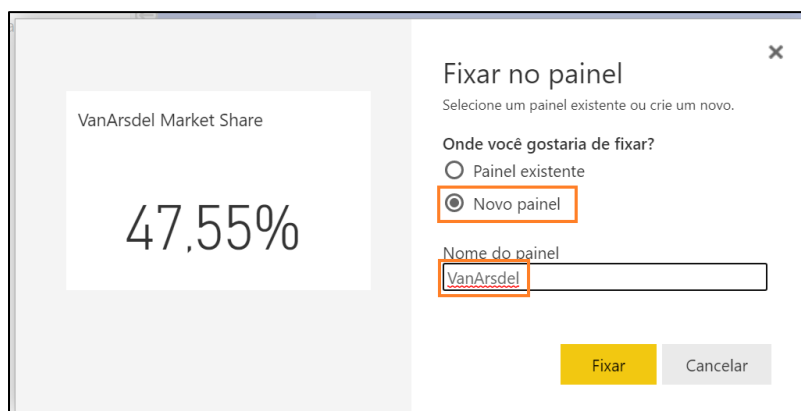 VanArsdel Market Share
47,55%
Fixar no painel
Selecione um painel existente ou crie um novo.
Onde você gostaria de fixar?
Painel existente
Novo painel
Nome do painel
VanArsdel
Fixar
Cancelar